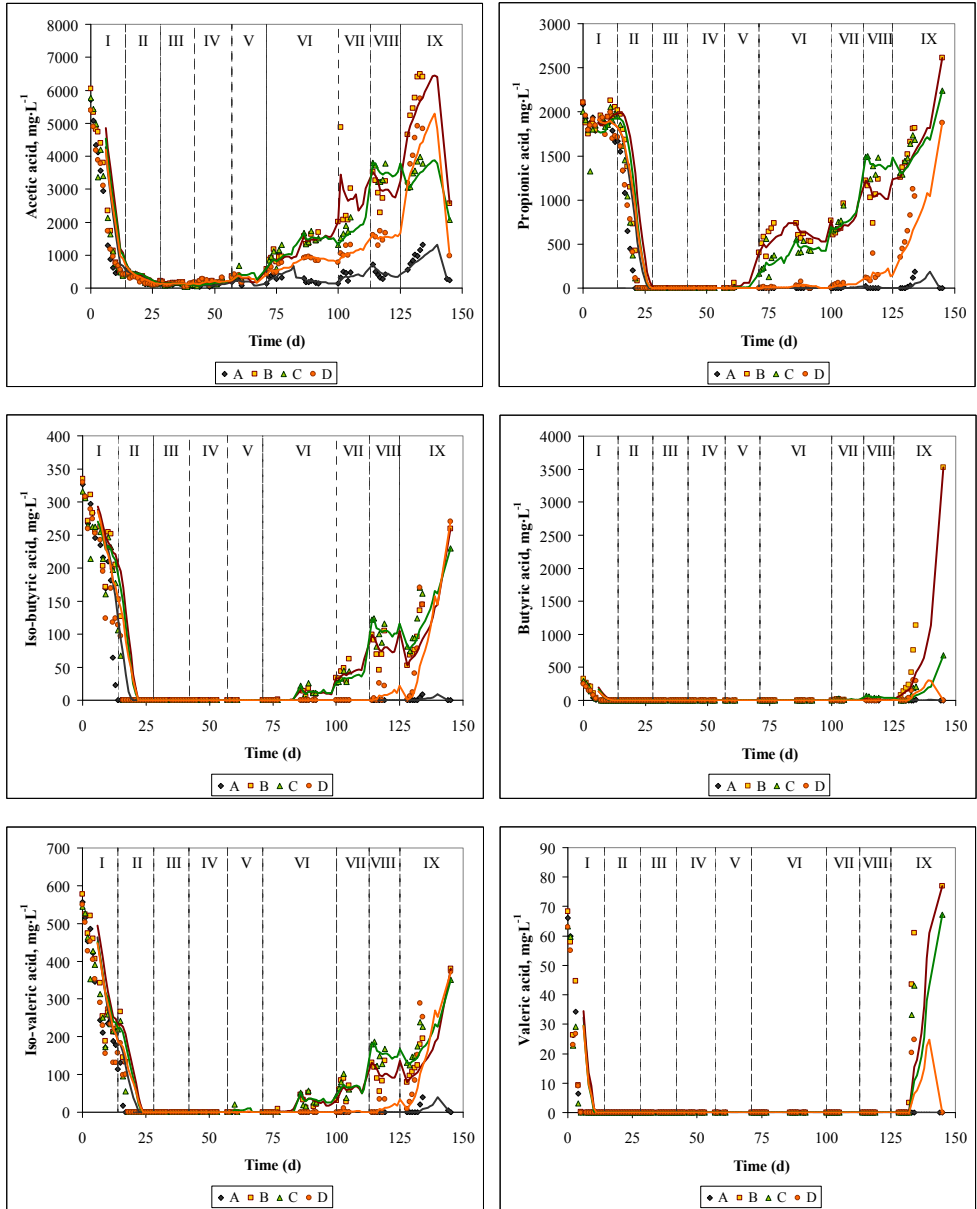 I II III IV V VI VII VIII IX
Acetic acid, mg·L-1
8000
7000
6000
5000
4000
3000
2000
1000
0
0 25 50 75 100 125 150
Time (d)
A B C D
I II III IV V VI VII VIII IX
Propionic acid, mg·L-1
3000
2500
2000
1500
1000
500
0
0 25 50 75 100 125 150
Time (d)
A B C D
I II III IV V VI VII VIII IX
Iso-butyric acid, mg·L-1
400
350
300
250
200
150
100
50
0
0 25 50 75 100 125 150
Time (d)
A B C D
I II III IV V VI VII VIII IX
Butyric acid, mg·L-1
4000
3500
3000
2500
2000
1500
1000
500
0
0 25 50 75 100 125 150
Time (d)
A B C D
I II III IV V VI VII VIII IX
Iso-valeric acid, mg·L-1
700
600
500
400
300
200
100
0
0 25 50 75 100 125 150
Time (d)
A B C D
I II III IV V VI VII VIII IX
Valeric acid, mg·L-1
90
80
70
60
50
40
30
20
10
0
0 25 50 75 100 125 150
Time (d)
A B C D